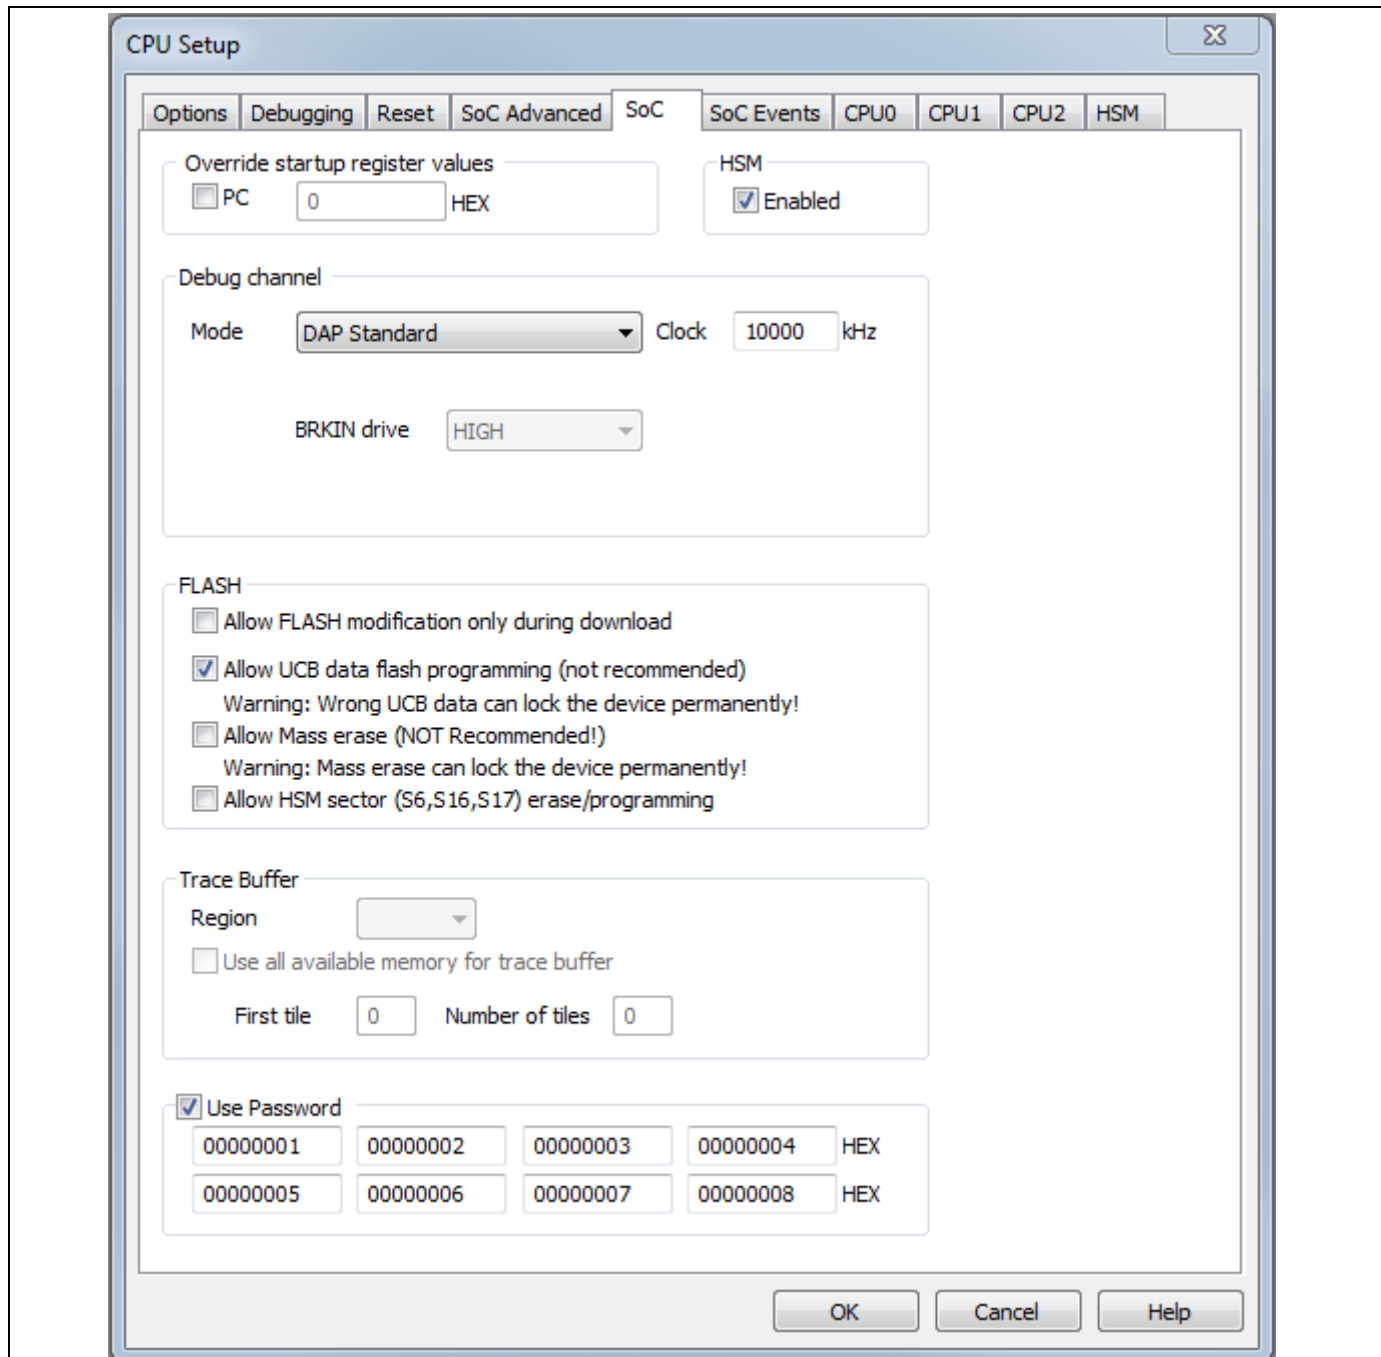 CPU Setup
Options Debugging Reset SoC Advanced SoC SoC Events CPU0 CPU1 CPU2 HSM
Override startup register values
PC 0 HEX
HSM
Enabled
Debug channel
Mode DAP Standard Clock 10000 kHz
BRKIN drive HIGH
FLASH
Allow FLASH modification only during download
Allow UCB data flash programming (not recommended)
Warning: Wrong UCB data can lock the device permanently!
Allow Mass erase (NOT Recommended!)
Warning: Mass erase can lock the device permanently!
Allow HSM sector (S6,S16,S17) erase/programming
Trace Buffer
Region
Use all available memory for trace buffer
First tile 0 Number of tiles 0
Use Password
00000001 00000002 00000003 00000004 HEX
00000005 00000006 00000007 00000008 HEX
OK Cancel Help